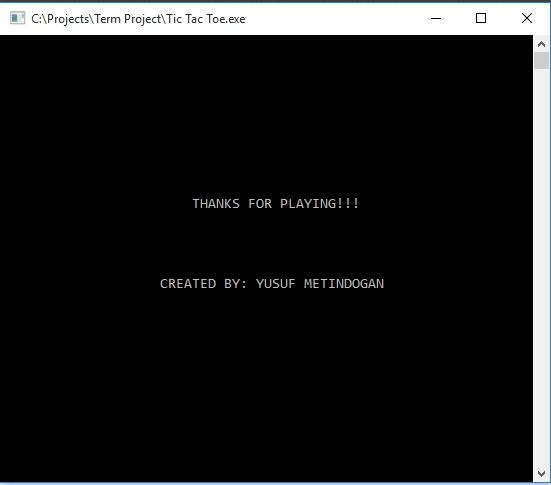 C:\Projects\Term Project\Tic Tac Toe.exe
THANKS FOR PLAYING!!!
CREATED BY: YUSUF METINDOGAN